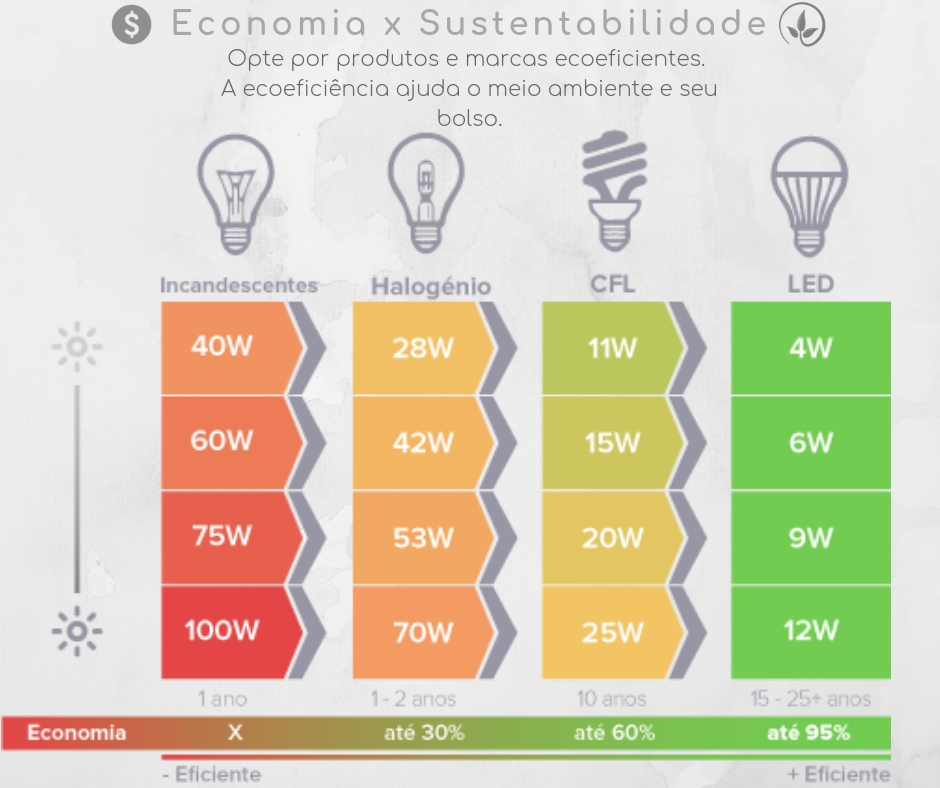 $ Economia x Sustentabilidade
Opte por produtos e marcas ecoeficientes.
A ecoeficiência ajuda o meio ambiente e seu
bolso.
Incandescentes Halogénio CFL LED
40W 28W 11W 4W
60W 42W 15W 6W
75W 53W 20W 9W
100W 70W 25W 12W
1 ano 1 - 2 anos 10 anos 15 - 25+ anos
Economia X até 30% até 60% até 95%
- Eficiente + Eficiente